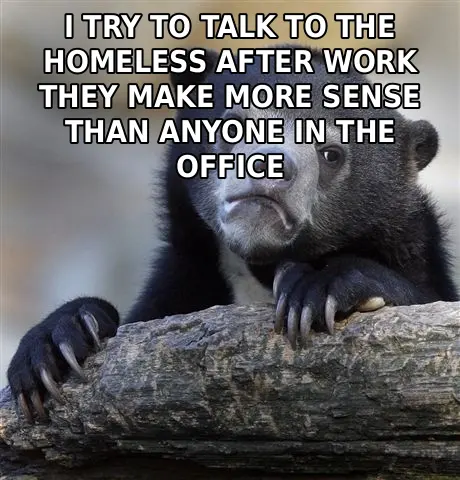 I TRY TO TALK TO THE
HOMELESS AFTER WORK
THEY MAKE MORE SENSE
THAN ANYONE IN THE
OFFICE